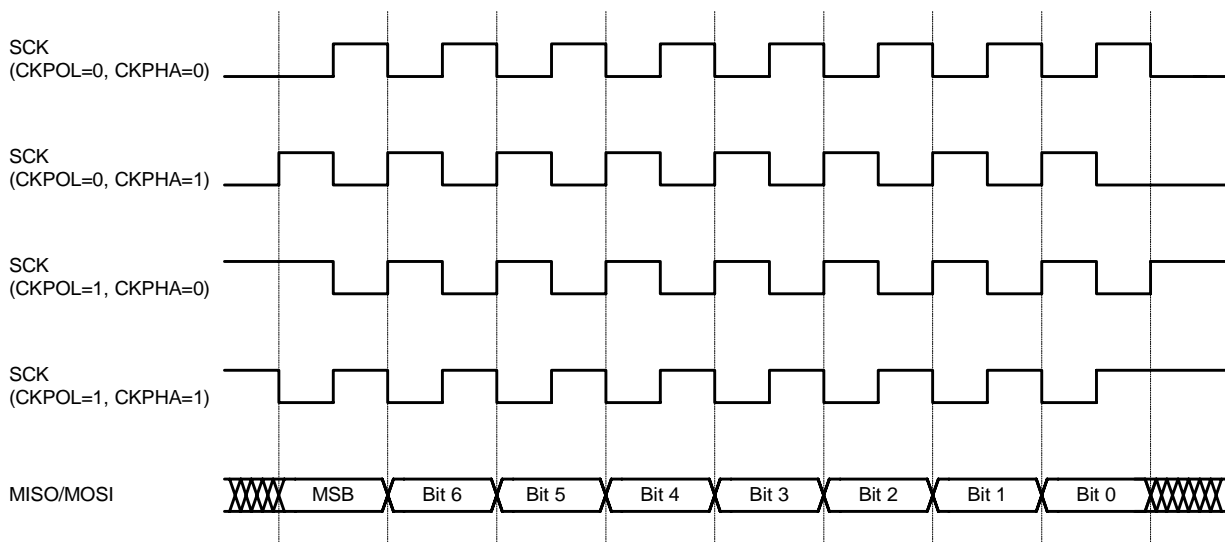 SCK
(CKPOL=0, CKPHA=0)
SCK
(CKPOL=0, CKPHA=1)
SCK
(CKPOL=1, CKPHA=0)
SCK
(CKPOL=1, CKPHA=1)
MISO/MOSI MSB Bit 6 Bit 5 Bit 4 Bit 3 Bit 2 Bit 1 Bit 0